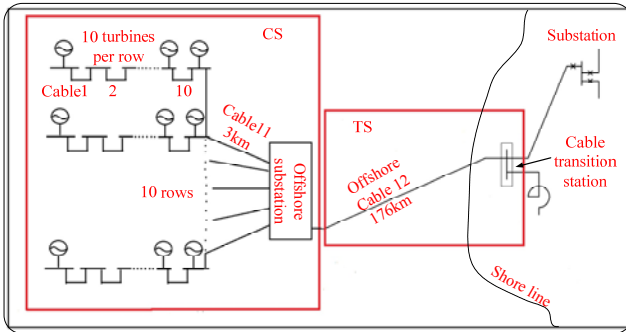 10 turbines
per row
CS
Cable1
2
10
Cable11
3km
10 rows
Offshore
substation
TS
Offshore
Cable 12
176km
Substation
Cable
transition
station
Shore line